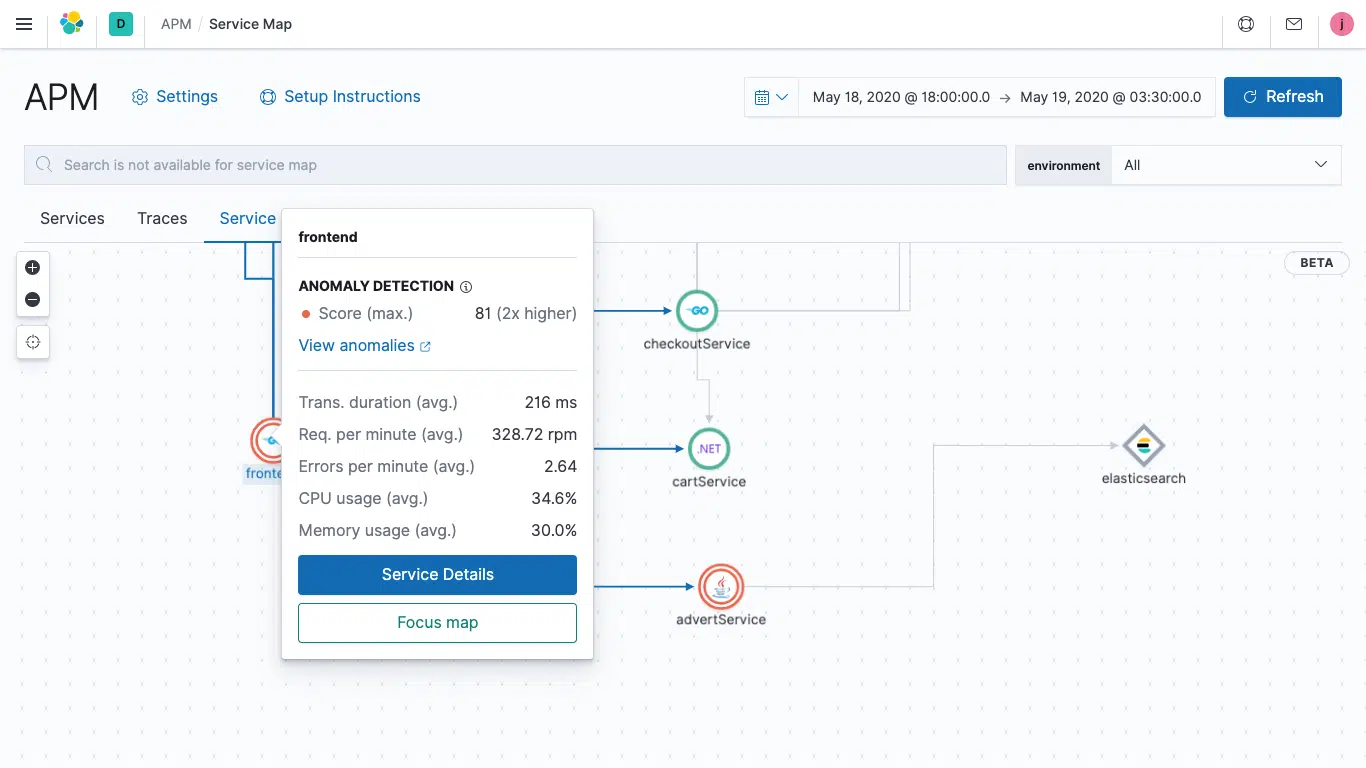 D APM / Service Map j
APM Settings Setup Instructions May 18, 2020 @ 18:00:00.0 → May 19, 2020 @ 03:30:00.0 Refresh
Search is not available for service map environment All
Services Traces Service
frontend
BETA
ANOMALY DETECTION
Score (max.) 81 (2x higher)
View anomalies
GO
checkoutService
Trans. duration (avg.) 216 ms
Req. per minute (avg.) 328.72 rpm
.NET
cartService
Errors per minute (avg.) 2.64
fronte
elasticsearch
CPU usage (avg.) 34.6%
Memory usage (avg.) 30.0%
Service Details
Focus map
advertService